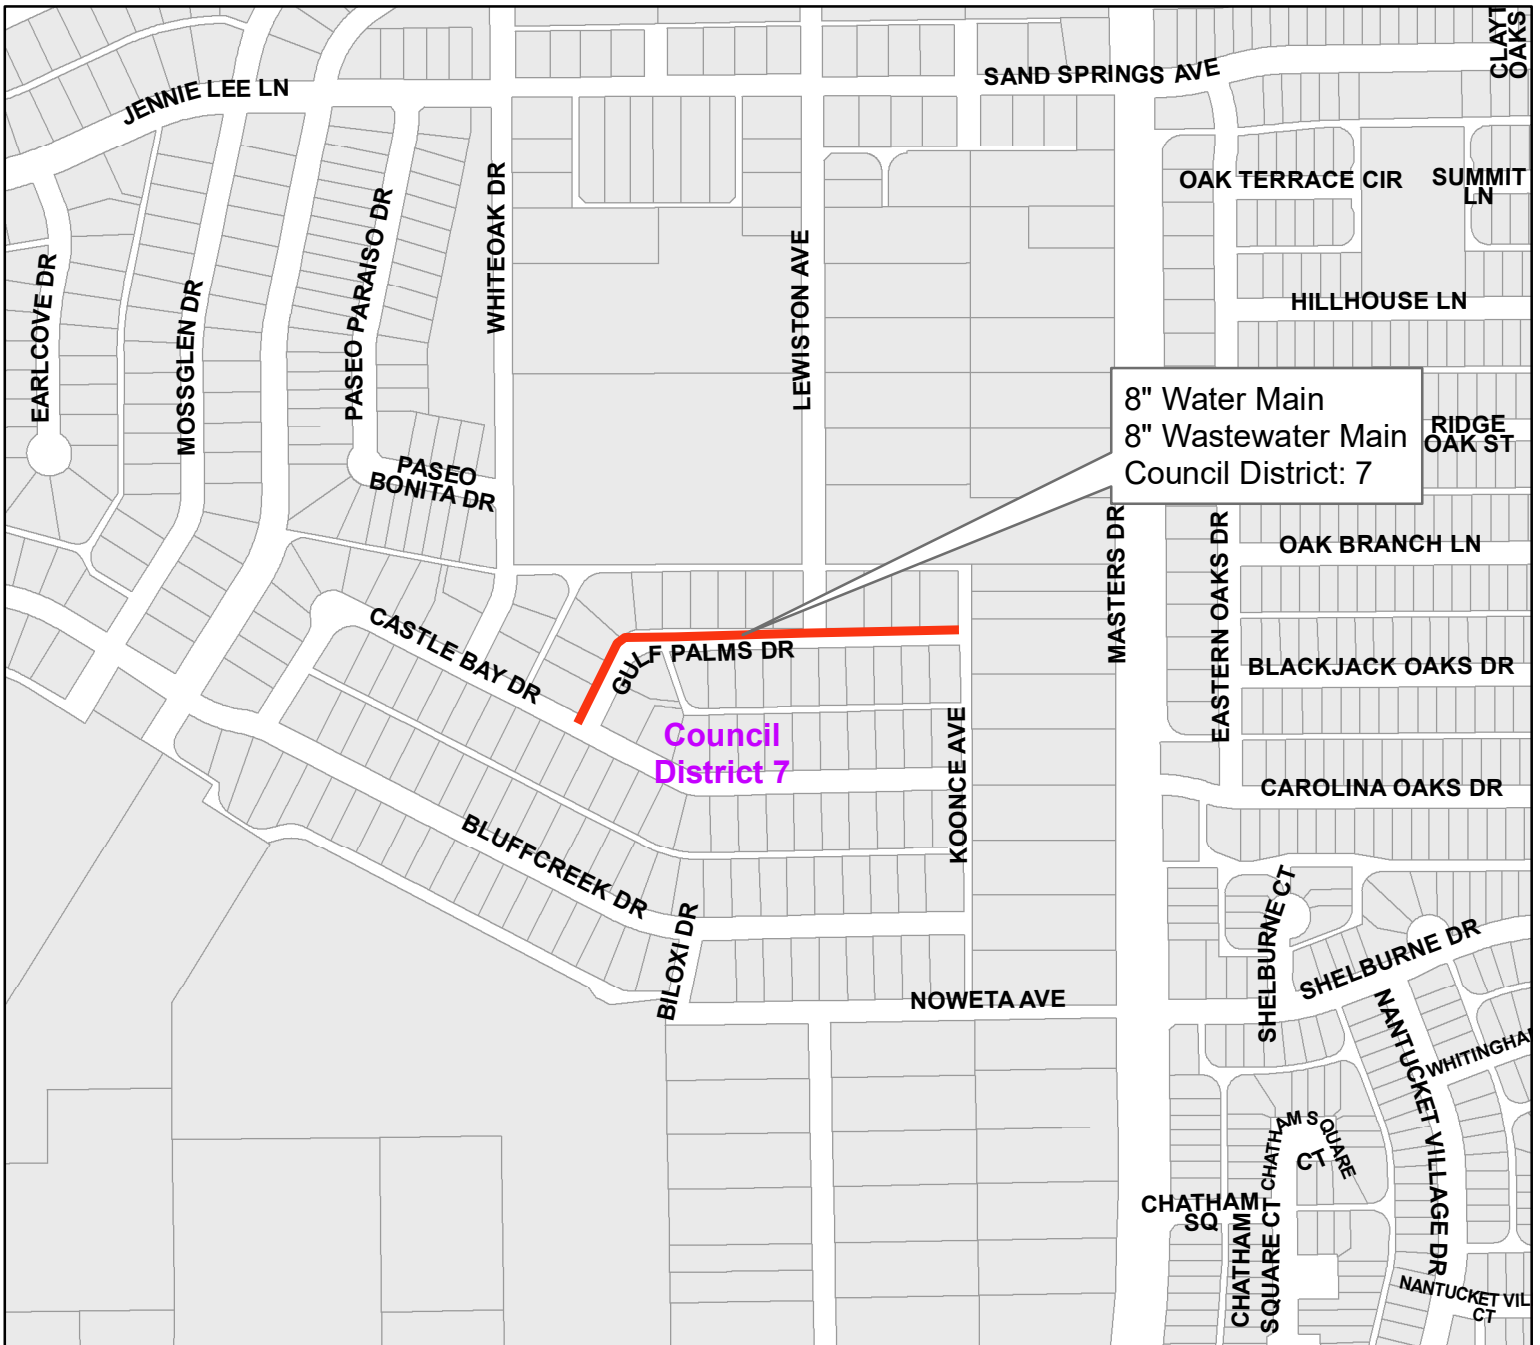 CLAYT
OAKS
SAND SPRINGS AVE
JENNIE LEE LN
OAK TERRACE CIR
SUMMIT
LN
WHITEOAK DR
PASEO PARAISO DR
LEWISTON AVE
EARLCOVE DR
MOSSGLEN DR
HILLHOUSE LN
8" Water Main
8" Wastewater Main
Council District: 7
RIDGE
OAK ST
PASEO
BONITA DR
MASTERS DR
EASTERN OAKS DR
OAK BRANCH LN
CASTLE BAY DR
GULF PALMS DR
BLACKJACK OAKS DR
Council
District 7
KOONCE AVE
CAROLINA OAKS DR
BLUFFCREEK DR
BILOXI DR
SHELBURNE CT
SHELBURNE DR
NOWETA AVE
NANTUCKET VILLAGE DR
WHITINGHA
CHATHAM SQUARE
CT
CHATHAM
SQ
CHATHAM
SQUARE CT
NANTUCKET VIL
CT